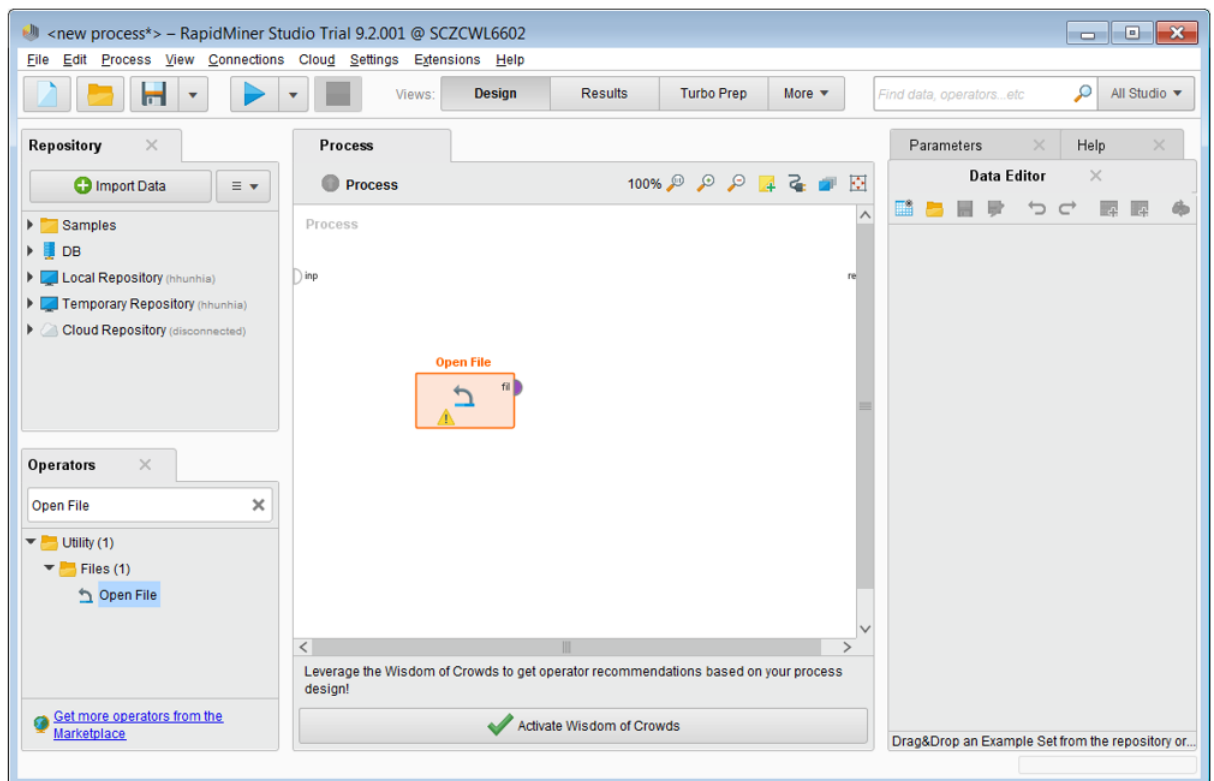 <new process*> – RapidMiner Studio Trial 9.2.001 @ SCZCWL6602
File Edit Process View Connections Cloud Settings Extensions Help
Views: Design Results Turbo Prep More Find data, operators...etc All Studio
Repository
Import Data
Samples
DB
Local Repository (hhunhia)
Temporary Repository (hhunhia)
Cloud Repository (disconnected)
Operators
Open File
Utility (1)
Files (1)
Open File
Get more operators from the
Marketplace
Process
Process 100%
Process
inp re
Open File
fil
Leverage the Wisdom of Crowds to get operator recommendations based on your process
design!
Activate Wisdom of Crowds
Parameters Help
Data Editor
Drag&Drop an Example Set from the repository or...